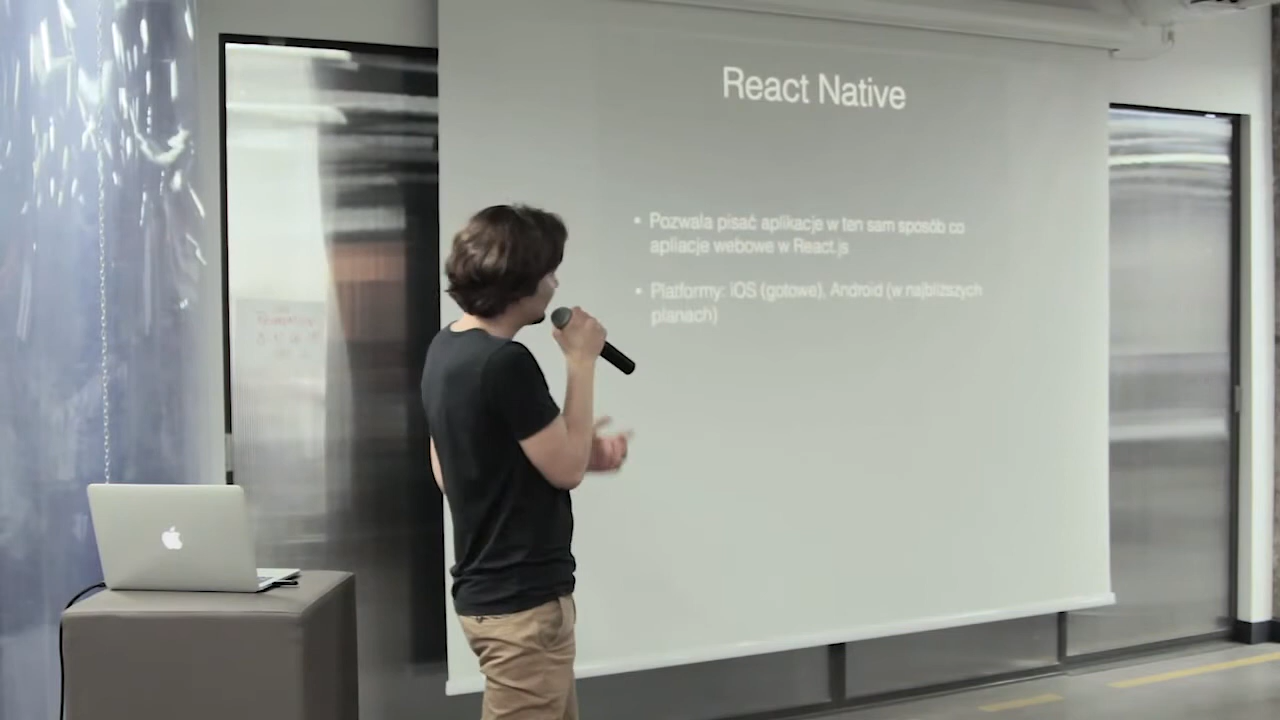 React Native
• Pozwala pisać aplikacje w ten sam sposób co
apliacje webowe w React.js
• Platformy: iOS (gotowe), Android (w najbliższych
planach)